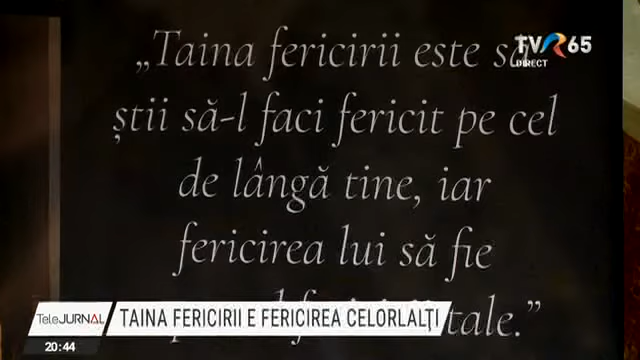 „Taina fericirii este să
știi să-l faci fericit pe cel
de lângă tine, iar
fericirea lui să fie
tale.”
TVR 65
DIRECT
TeleJURNAL
TAINA FERICIRII E FERICIREA CELORLALȚI
20:44